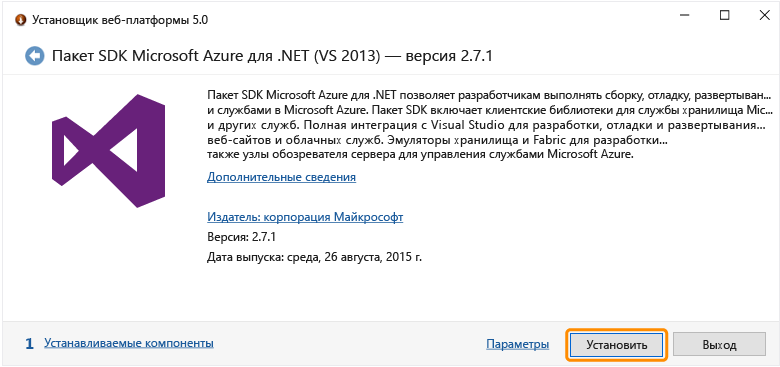 Установщик веб-платформы 5.0
Пакет SDK Microsoft Azure для .NET (VS 2013) — версия 2.7.1
Пакет SDK Microsoft Azure для .NET позволяет разработчикам выполнять сборку, отладку, развертыван...
и службами в Microsoft Azure. Пакет SDK включает клиентские библиотеки для службы хранилища Mic...
и других служб. Полная интеграция с Visual Studio для разработки, отладки и развертывания...
веб-сайтов и облачных служб. Эмуляторы хранилища и Fabric для разработки...
также узлы обозревателя сервера для управления службами Microsoft Azure.
Дополнительные сведения
Издатель: корпорация Майкрософт
Версия: 2.7.1
Дата выпуска: среда, 26 августа, 2015 г.
1 Устанавливаемые компоненты Параметры Установить Выход